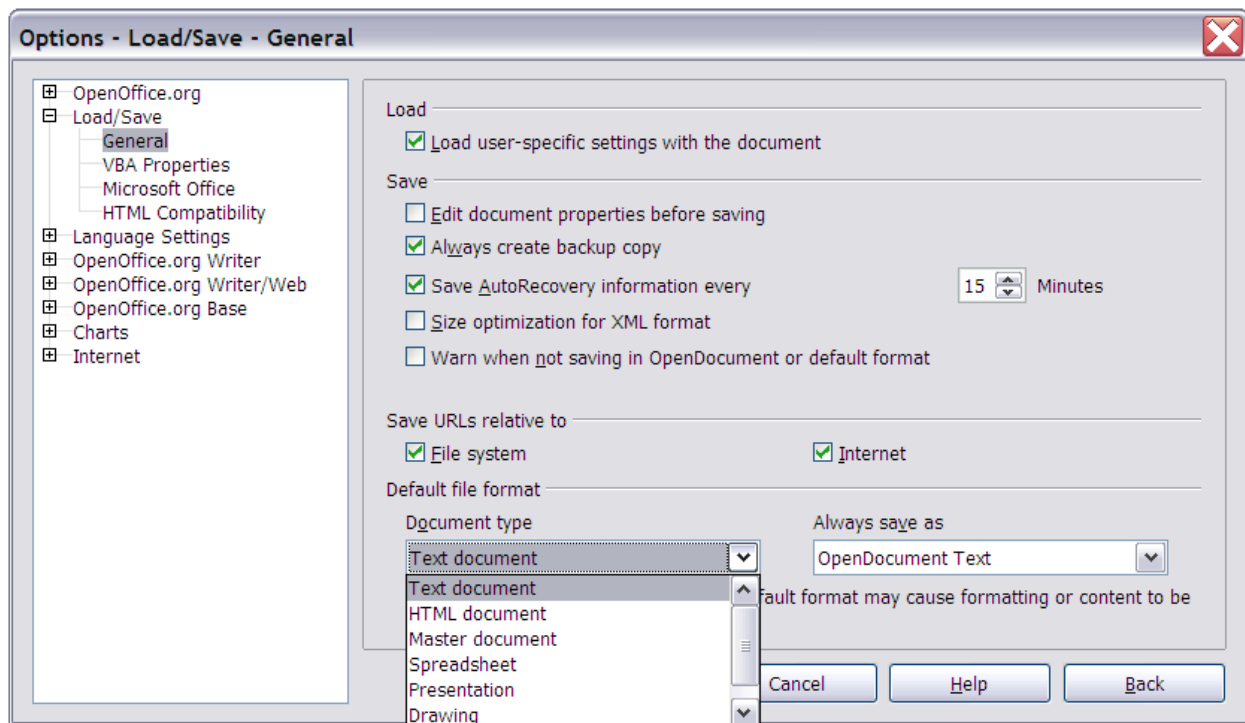 Options - Load/Save - General
OpenOffice.org
Load/Save
General
VBA Properties
Microsoft Office
HTML Compatibility
Language Settings
OpenOffice.org Writer
OpenOffice.org Writer/Web
OpenOffice.org Base
Charts
Internet
Load
Load user-specific settings with the document
Save
Edit document properties before saving
Always create backup copy
Save AutoRecovery information every 15 Minutes
Size optimization for XML format
Warn when not saving in OpenDocument or default format
Save URLs relative to
File system Internet
Default file format
Document type Always save as
Text document OpenDocument Text
Text document
fault format may cause formatting or content to be
HTML document
Master document
Spreadsheet
Presentation
Drawing
Cancel Help Back